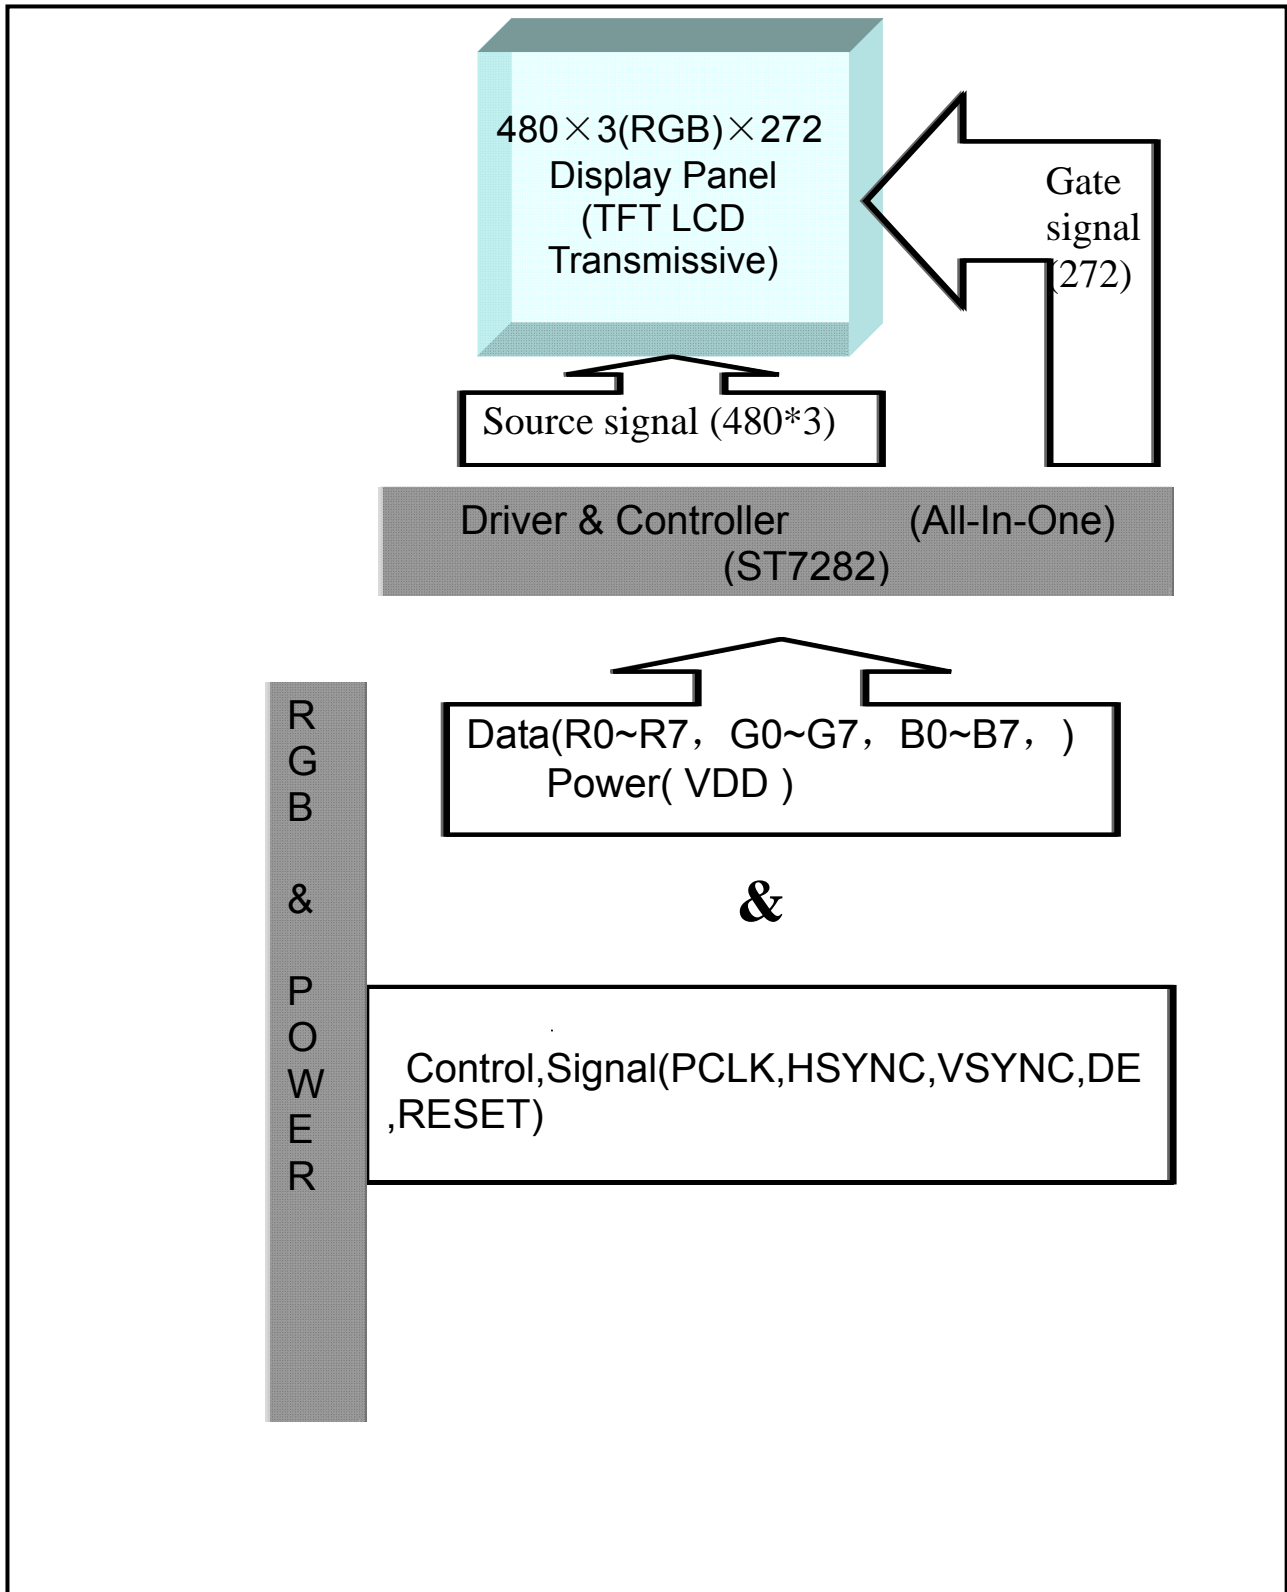 480×3(RGB)×272
Display Panel
(TFT LCD
Transmissive)
Gate
signal
(272)
Source signal (480*3)
Driver & Controller (All-In-One)
(ST7282)
R
G
B
&
P
O
W
E
R
Data(R0~R7，G0~G7，B0~B7，)
Power( VDD )
&
Control,Signal(PCLK,HSYNC,VSYNC,DE
,RESET)